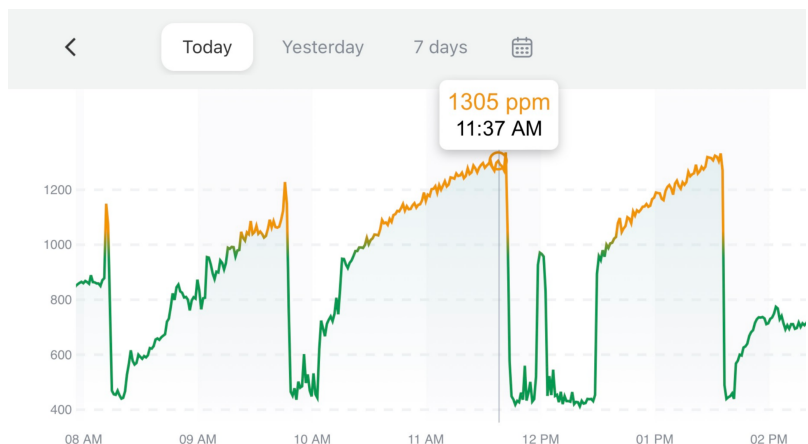 Today Yesterday 7 days
1305 ppm
11:37 AM
1200
1000
800
600
400
08 AM 09 AM 10 AM 11 AM 12 PM 01 PM 02 PM